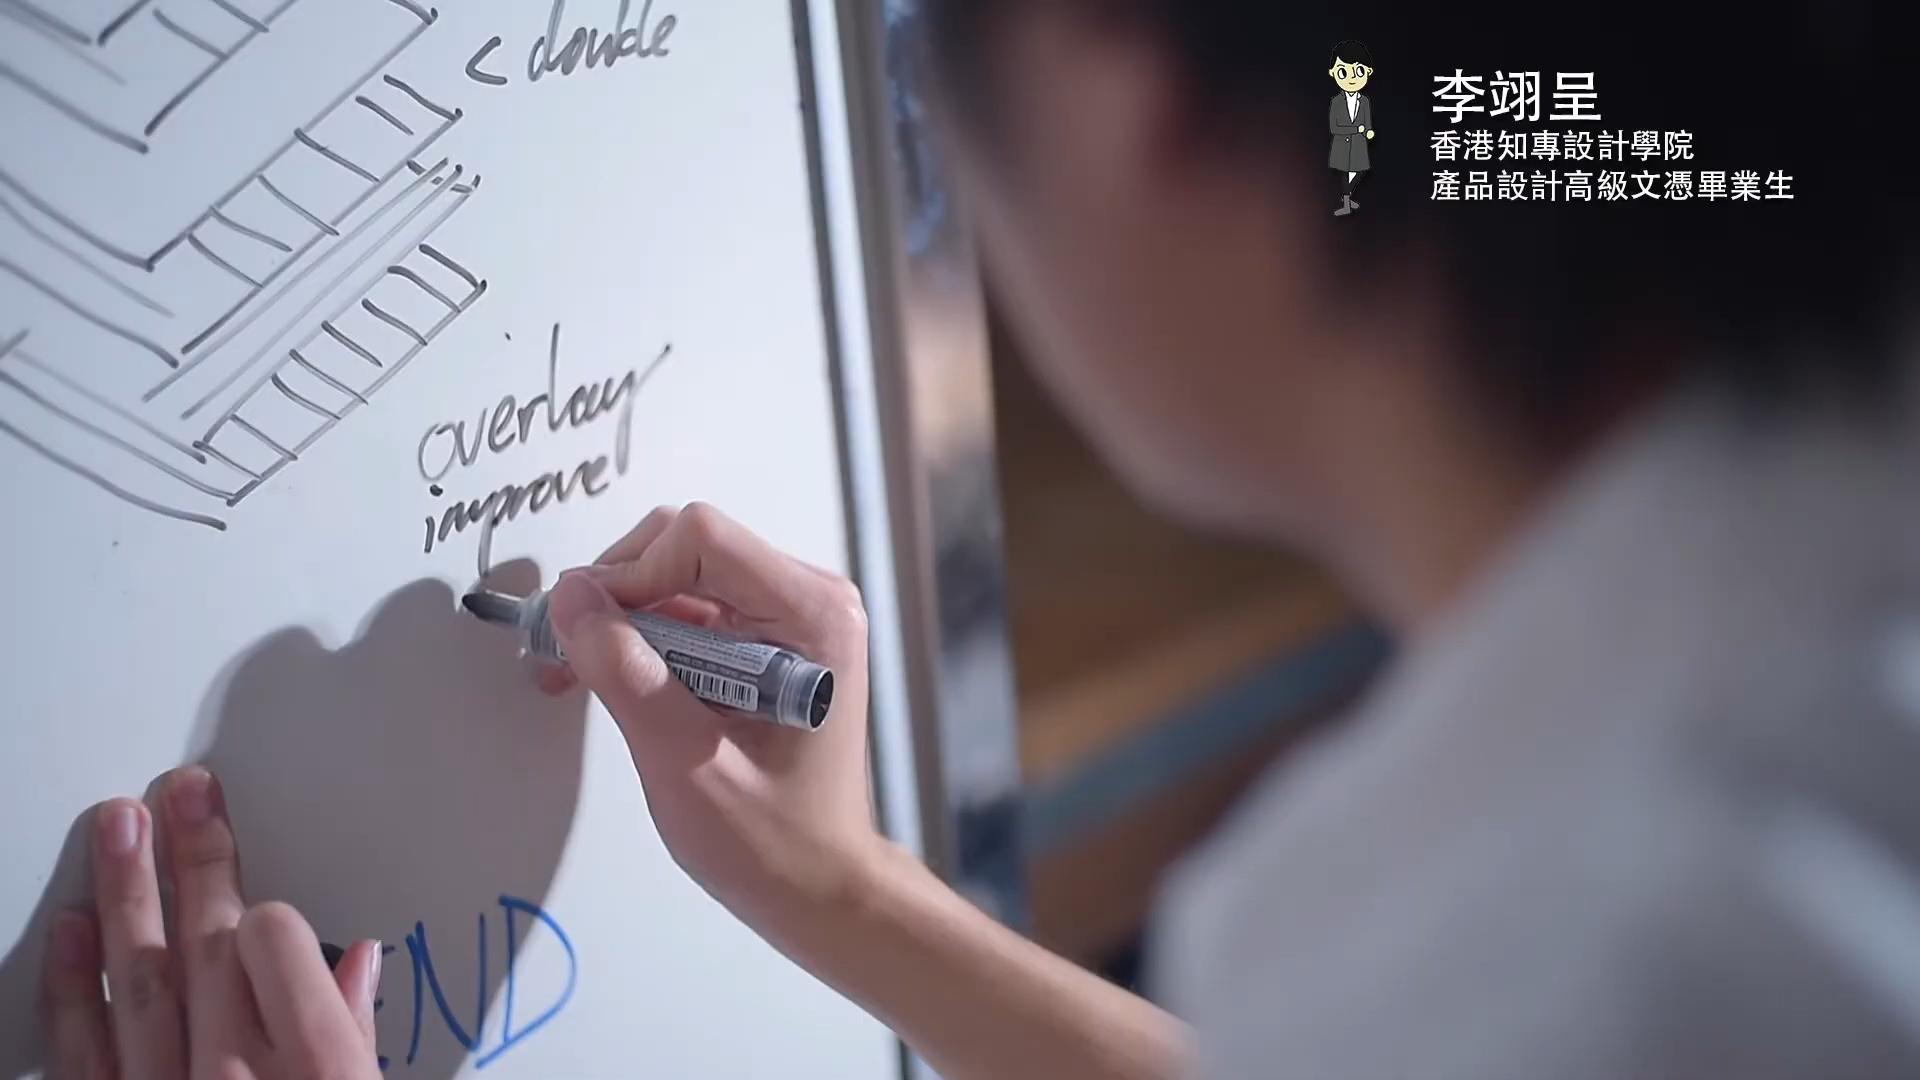 < double
李翊呈
香港知專設計學院
產品設計高級文憑畢業生
overlay
improve
END